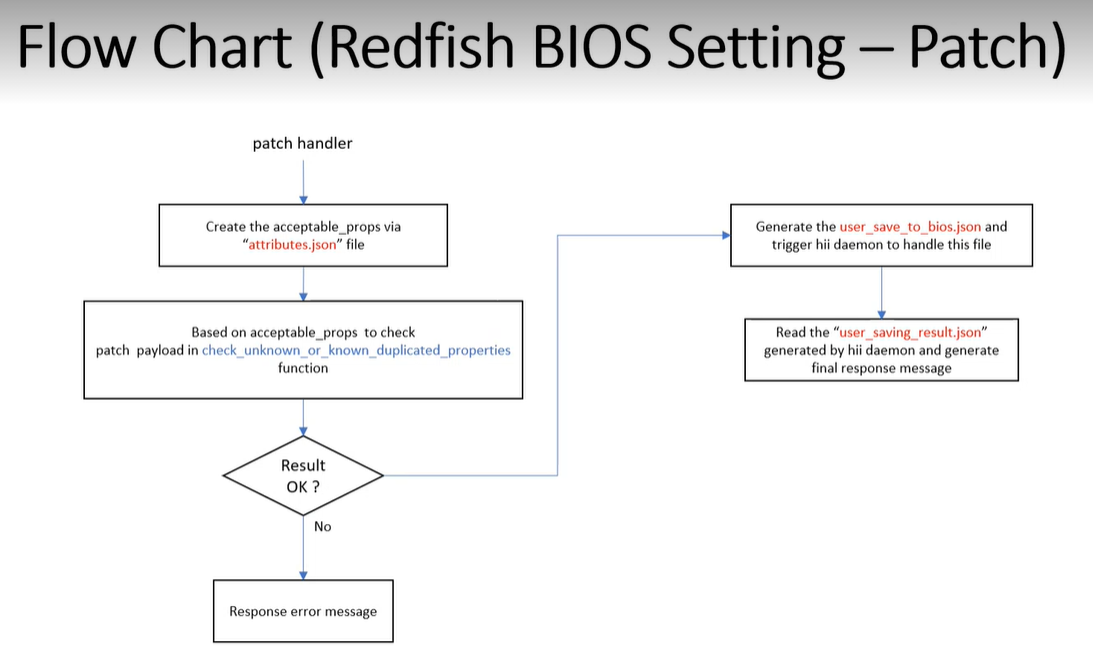 Flow Chart (Redfish BIOS Setting – Patch)
patch handler
Create the acceptable_props via
“attributes.json” file
Based on acceptable_props to check
patch payload in check_unknown_or_known_duplicated_properties
function
Result
OK ?
No
Response error message
Generate the user_save_to_bios.json and
trigger hii daemon to handle this file
Read the “user_saving_result.json”
generated by hii daemon and generate
final response message